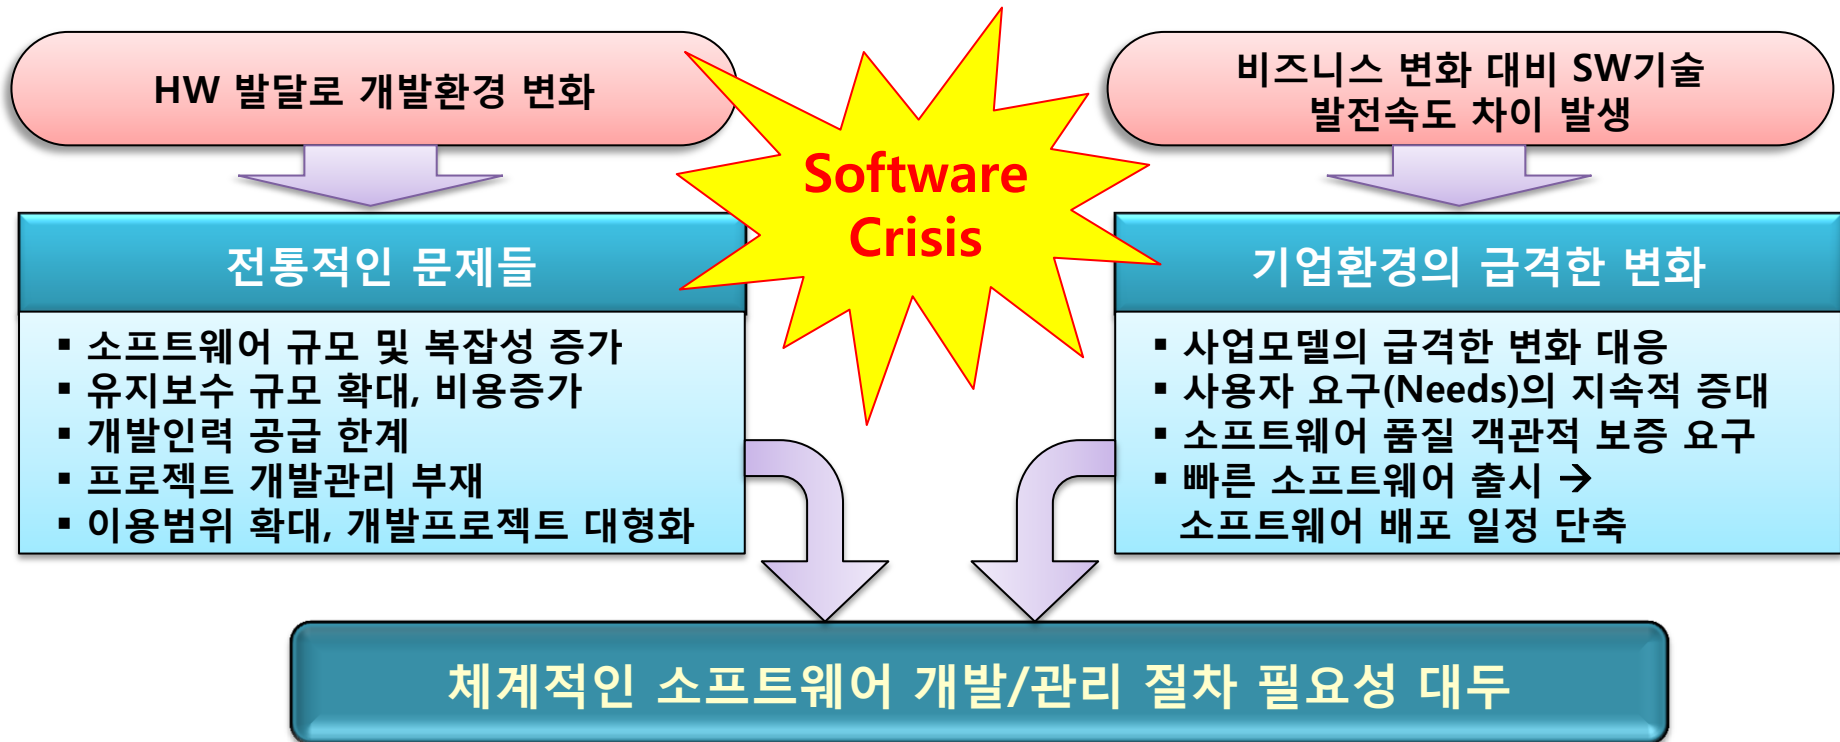 HW 발달로 개발환경 변화
Software
Crisis
비즈니스 변화 대비 SW기술
발전속도 차이 발생
전통적인 문제들
▪ 소프트웨어 규모 및 복잡성 증가
▪ 유지보수 규모 확대, 비용증가
▪ 개발인력 공급 한계
▪ 프로젝트 개발관리 부재
▪ 이용범위 확대, 개발프로젝트 대형화
기업환경의 급격한 변화
▪ 사업모델의 급격한 변화 대응
▪ 사용자 요구(Needs)의 지속적 증대
▪ 소프트웨어 품질 객관적 보증 요구
▪ 빠른 소프트웨어 출시 →
소프트웨어 배포 일정 단축
체계적인 소프트웨어 개발/관리 절차 필요성 대두